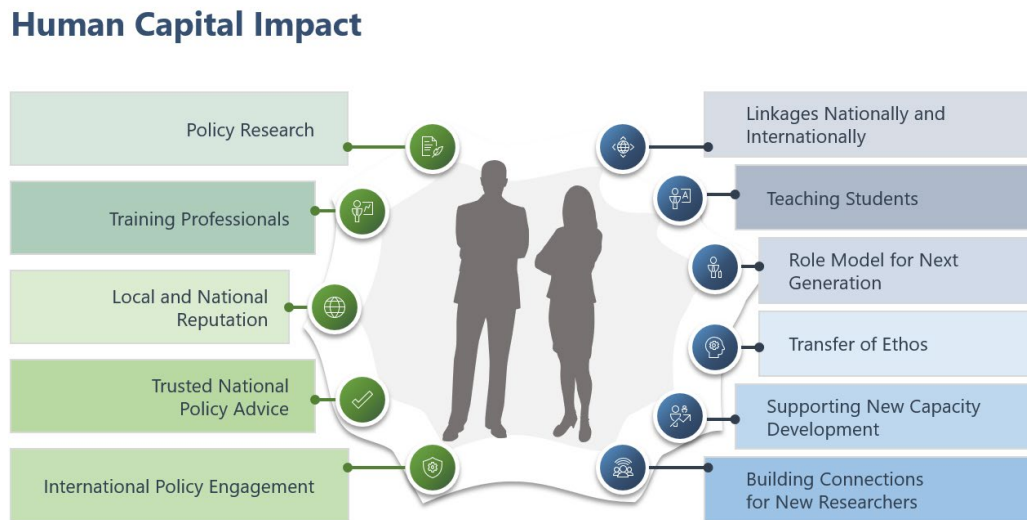 Human Capital Impact
Policy Research
Training Professionals
Local and National
Reputation
Trusted National
Policy Advice
International Policy Engagement
Linkages Nationally and
Internationally
Teaching Students
Role Model for Next
Generation
Transfer of Ethos
Supporting New Capacity
Development
Building Connections
for New Researchers